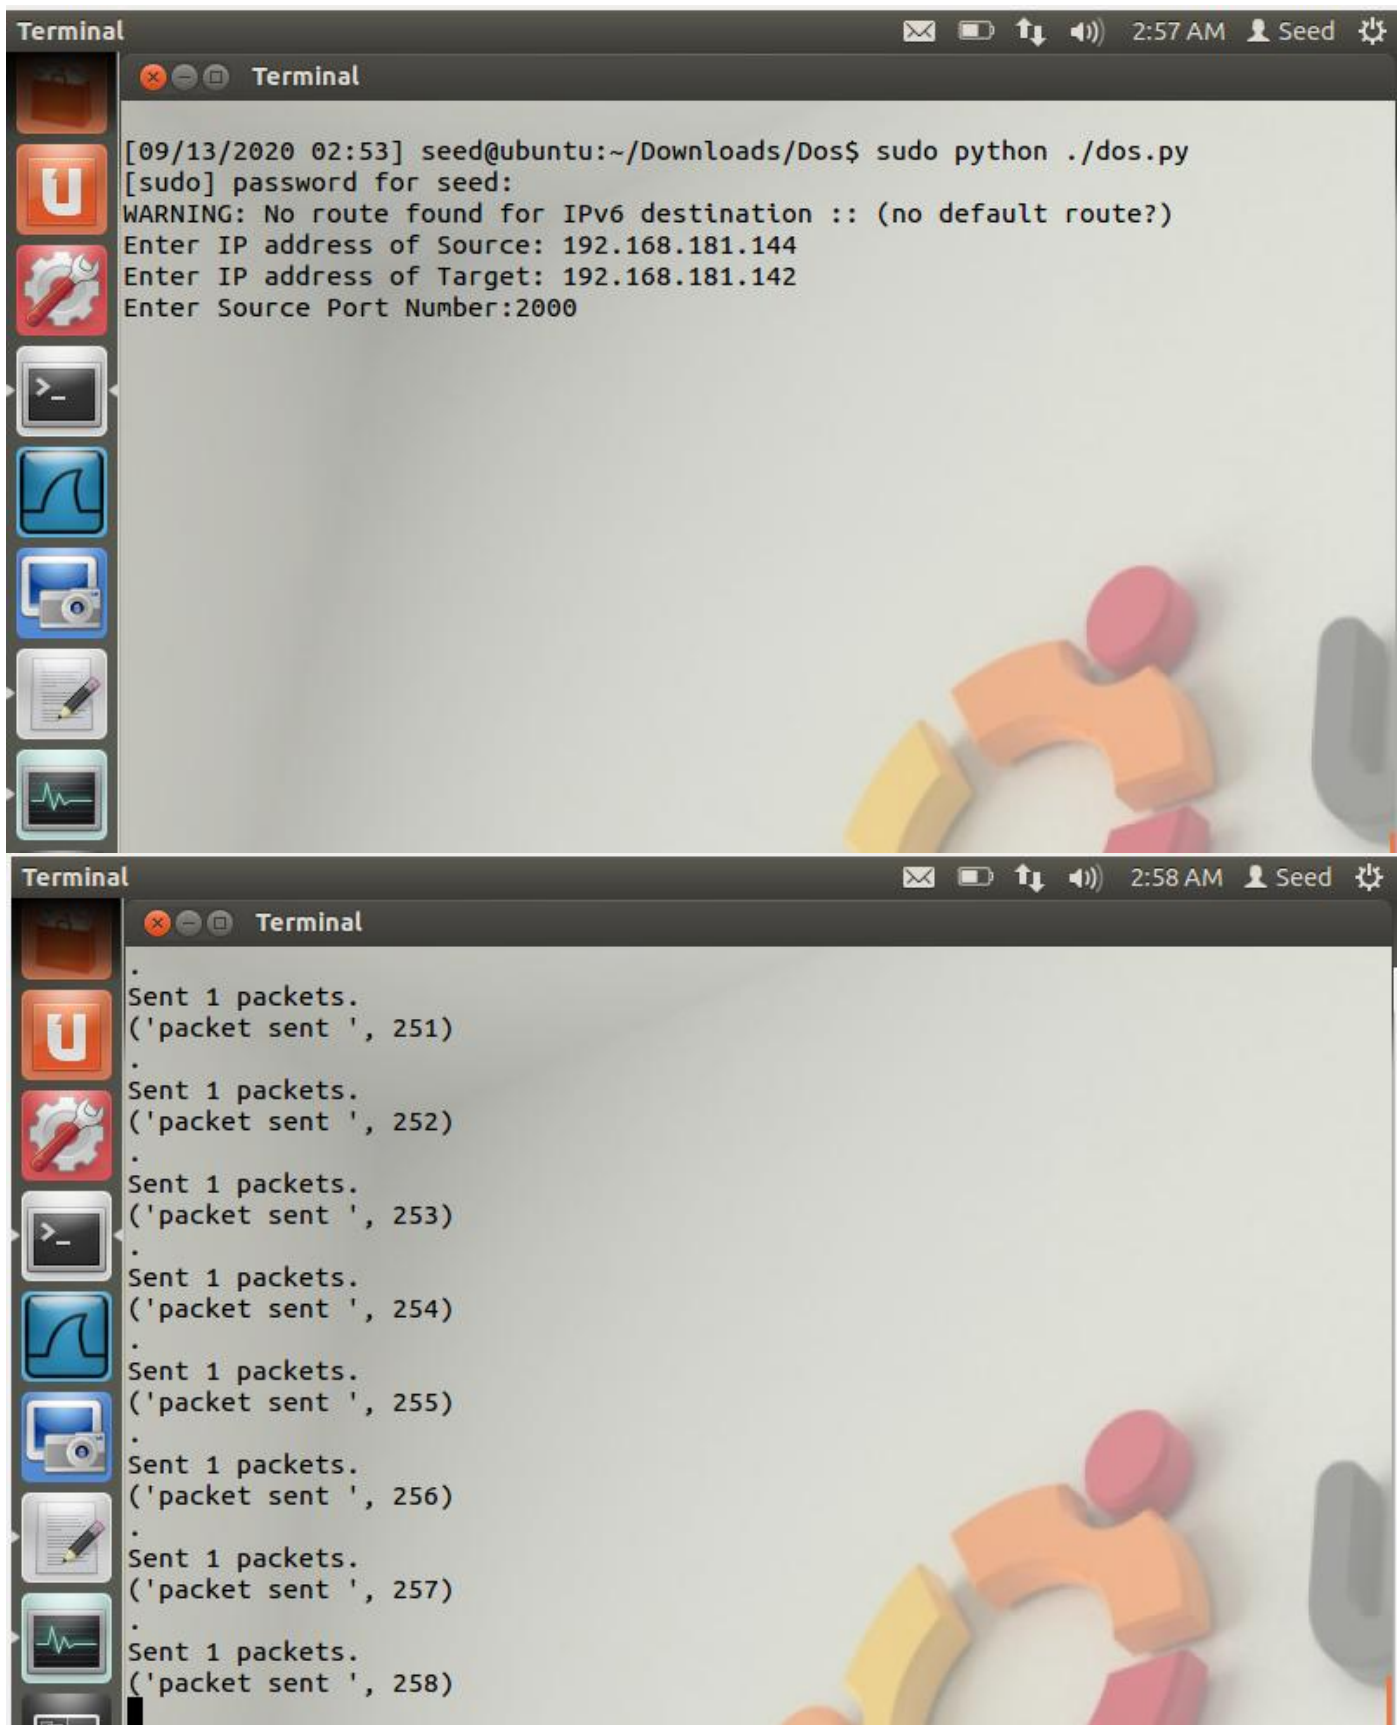 Terminal 2:57 AM Seed
Terminal
[09/13/2020 02:53] seed@ubuntu:~/Downloads/Dos$ sudo python ./dos.py
[sudo] password for seed:
WARNING: No route found for IPv6 destination :: (no default route?)
Enter IP address of Source: 192.168.181.144
Enter IP address of Target: 192.168.181.142
Enter Source Port Number:2000
Terminal 2:58 AM Seed
Terminal
.
Sent 1 packets.
('packet sent ', 251)
.
Sent 1 packets.
('packet sent ', 252)
.
Sent 1 packets.
('packet sent ', 253)
.
Sent 1 packets.
('packet sent ', 254)
.
Sent 1 packets.
('packet sent ', 255)
.
Sent 1 packets.
('packet sent ', 256)
.
Sent 1 packets.
('packet sent ', 257)
.
Sent 1 packets.
('packet sent ', 258)